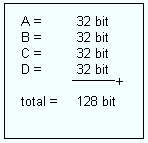 A = 32 bit
B = 32 bit
C = 32 bit
D = 32 bit
+
total = 128 bit